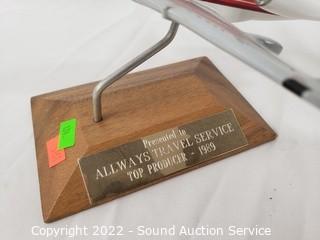 Presented to
ALLWAYS TRAVEL SERVICE
TOP PRODUCER - 1989
Copyright 2022 - Sound Auction Service